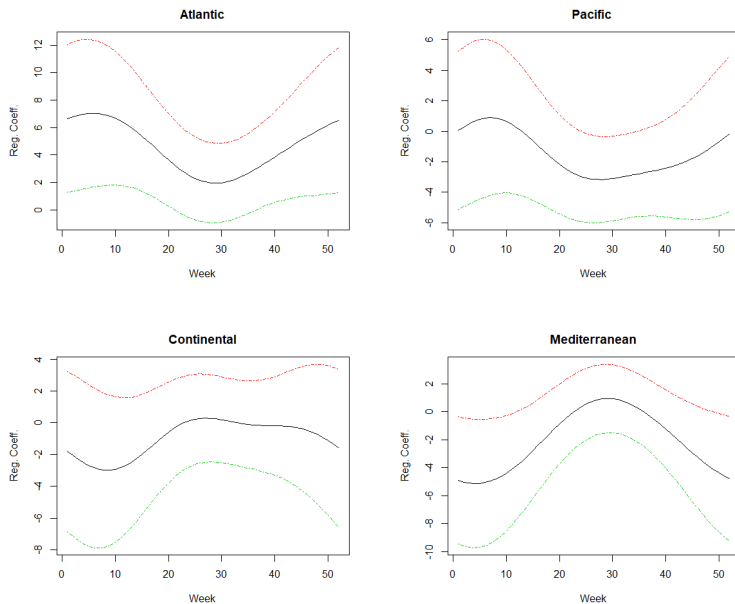 Atlantic
Reg. Coeff.
0 2 4 6 8 10 12
0 10 20 30 40 50
Week
Pacific
Reg. Coeff.
-6 -4 -2 0 2 4 6
0 10 20 30 40 50
Week
Continental
Reg. Coeff.
-8 -6 -4 -2 0 2 4
0 10 20 30 40 50
Week
Mediterranean
Reg. Coeff.
-10 -8 -6 -4 -2 0 2
0 10 20 30 40 50
Week